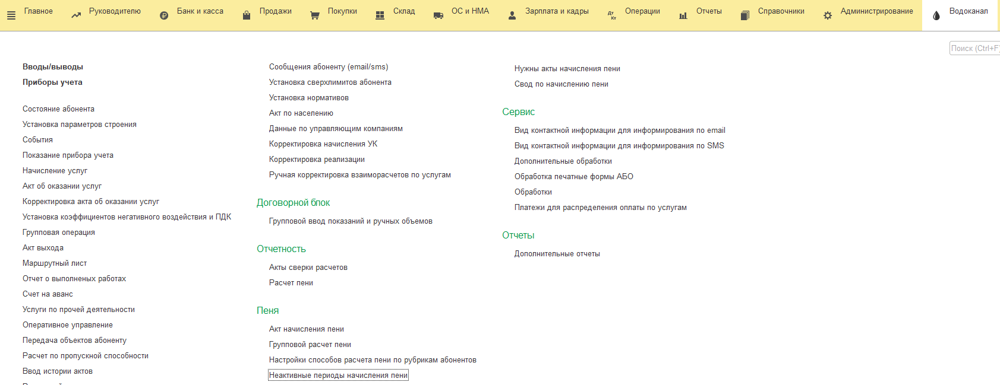 Главное
Руководителю
Банк и касса
Продажи
Покупки
Склад
ОС и НМА
Зарплата и кадры
Дт Кт
Операции
Отчеты
Справочники
Администрирование
Водоканал
Поиск (Ctrl+F)
Вводы/выводы
Приборы учета
Состояние абонента
Установка параметров строения
События
Показание прибора учета
Начисление услуг
Акт об оказании услуг
Корректировка акта об оказании услуг
Установка коэффициентов негативного воздействия и ПДК
Групповая операция
Акт выхода
Маршрутный лист
Отчет о выполненых работах
Счет на аванс
Услуги по прочей деятельности
Оперативное управление
Передача объектов абоненту
Расчет по пропускной способности
Ввод истории актов
Сообщения абоненту (email/sms)
Установка сверхлимитов абонента
Установка нормативов
Акт по населению
Данные по управляющим компаниям
Корректировка начисления УК
Корректировка реализации
Ручная корректировка взаиморасчетов по услугам
Договорной блок
Групповой ввод показаний и ручных объемов
Отчетность
Акты сверки расчетов
Расчет пени
Пеня
Акт начисления пени
Групповой расчет пени
Настройки способов расчета пени по рубрикам абонентов
Неактивные периоды начисления пени
Нужны акты начисления пени
Свод по начислению пени
Сервис
Вид контактной информации для информирования по email
Вид контактной информации для информирования по SMS
Дополнительные обработки
Обработка печатные формы АБО
Обработки
Платежи для распределения оплаты по услугам
Отчеты
Дополнительные отчеты